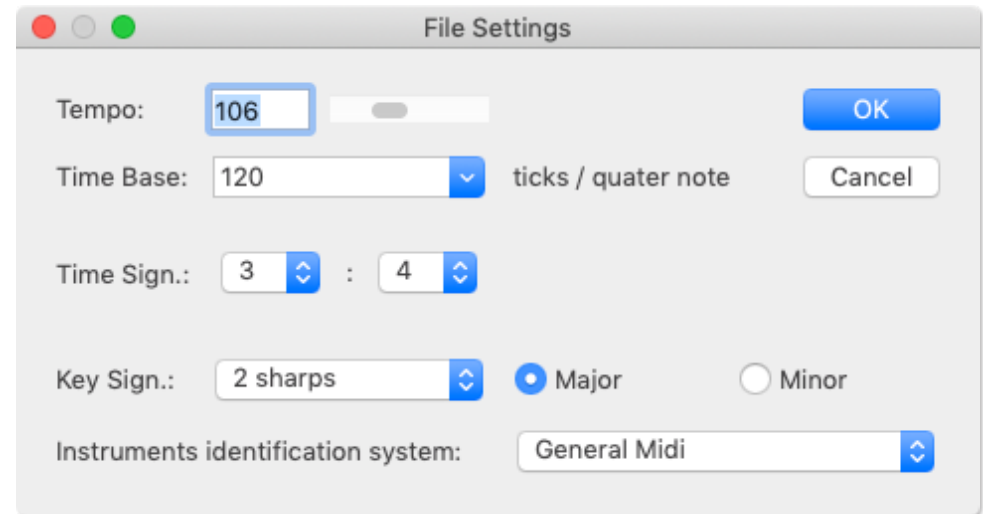 File Settings
Tempo: 106 OK
Time Base: 120 ticks / quater note Cancel
Time Sign.: 3 : 4
Key Sign.: 2 sharps Major Minor
Instruments identification system: General Midi